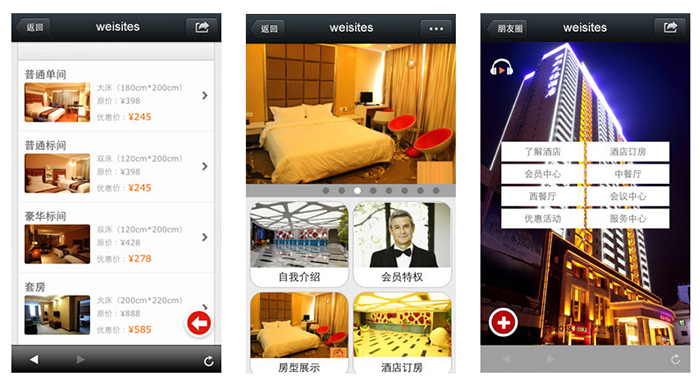 返回
weisites
普通单间
大床（180cm*200cm）
原价：¥398
优惠价：¥245
普通标间
双床（120cm*200cm）
原价：¥398
优惠价：¥245
豪华标间
双床（120cm*200cm）
原价：¥428
优惠价：¥278
套房
大床（200cm*220cm）
原价：¥888
优惠价：¥585
返回
weisites
自我介绍
会员特权
房型展示
酒店订房
朋友圈
weisites
了解酒店
酒店订房
会员中心
中餐厅
西餐厅
会议中心
优惠活动
服务中心